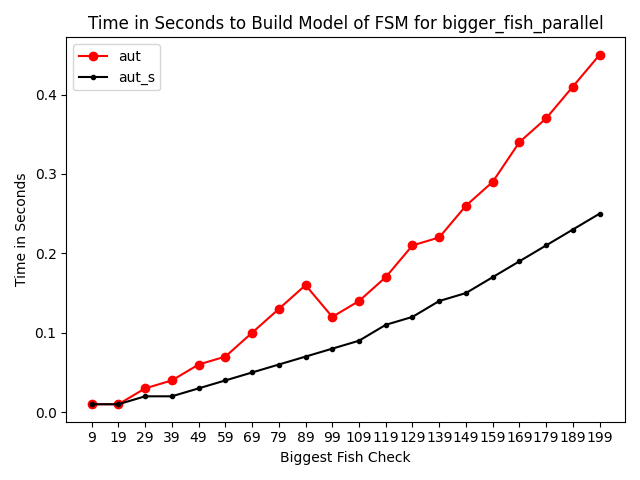 Time in Seconds to Build Model of FSM for bigger_fish_parallel
aut
aut_s
0.4
0.3
0.2
0.1
0.0
Time in Seconds
9 19 29 39 49 59 69 79 89 99 109 119 129 139 149 159 169 179 189 199
Biggest Fish Check